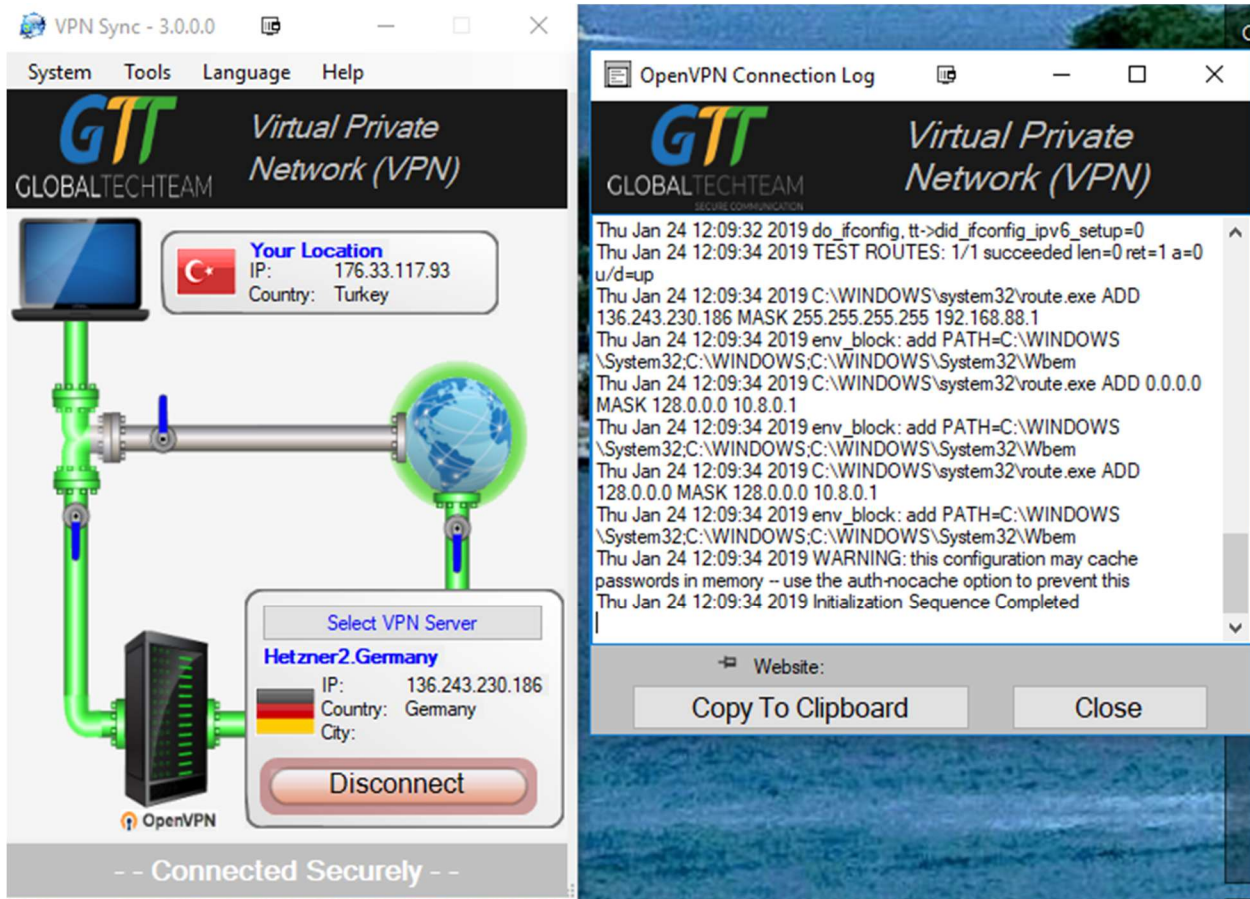 VPN Sync - 3.0.0.0
System Tools Language Help
GTT
GLOBALTECHTEAM
Virtual Private
Network (VPN)
Your Location
IP: 176.33.117.93
Country: Turkey
Select VPN Server
Hetzner2.Germany
IP: 136.243.230.186
Country: Germany
City:
Disconnect
OpenVPN
- - Connected Securely - -
OpenVPN Connection Log
GTT
GLOBALTECHTEAM
SECURE COMMUNICATION
Virtual Private
Network (VPN)
Thu Jan 24 12:09:32 2019 do_ifconfig, tt->did_ifconfig_ipv6_setup=0
Thu Jan 24 12:09:34 2019 TEST ROUTES: 1/1 succeeded len=0 ret=1 a=0
u/d=up
Thu Jan 24 12:09:34 2019 C:\WINDOWS\system32\route.exe ADD
136.243.230.186 MASK 255.255.255.255 192.168.88.1
Thu Jan 24 12:09:34 2019 env_block: add PATH=C:\WINDOWS
\System32;C:\WINDOWS;C:\WINDOWS\System32\Wbem
Thu Jan 24 12:09:34 2019 C:\WINDOWS\system32\route.exe ADD 0.0.0.0
MASK 128.0.0.0 10.8.0.1
Thu Jan 24 12:09:34 2019 env_block: add PATH=C:\WINDOWS
\System32;C:\WINDOWS;C:\WINDOWS\System32\Wbem
Thu Jan 24 12:09:34 2019 C:\WINDOWS\system32\route.exe ADD
128.0.0.0 MASK 128.0.0.0 10.8.0.1
Thu Jan 24 12:09:34 2019 env_block: add PATH=C:\WINDOWS
\System32;C:\WINDOWS;C:\WINDOWS\System32\Wbem
Thu Jan 24 12:09:34 2019 WARNING: this configuration may cache
passwords in memory -- use the auth-nocache option to prevent this
Thu Jan 24 12:09:34 2019 Initialization Sequence Completed
Website:
Copy To Clipboard Close